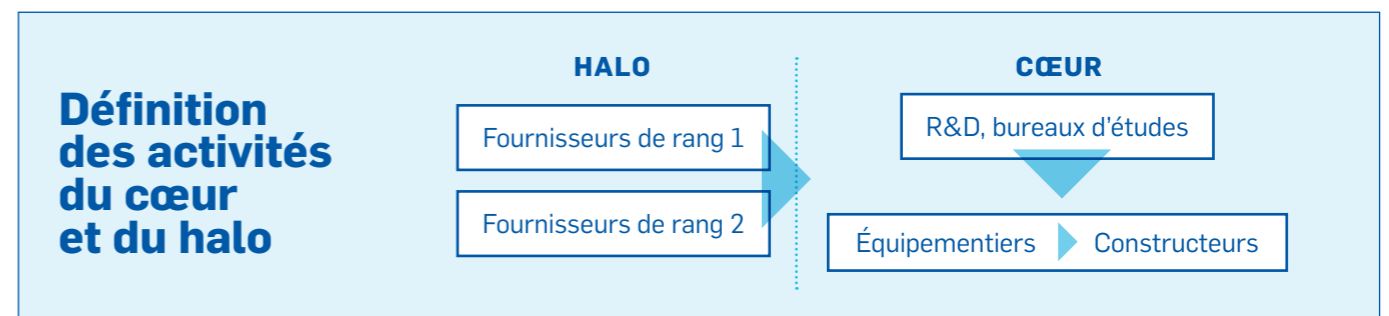 Définition
des activités
du cœur
et du halo
HALO
Fournisseurs de rang 1
Fournisseurs de rang 2
CŒUR
R&D, bureaux d’études
Équipementiers
Constructeurs